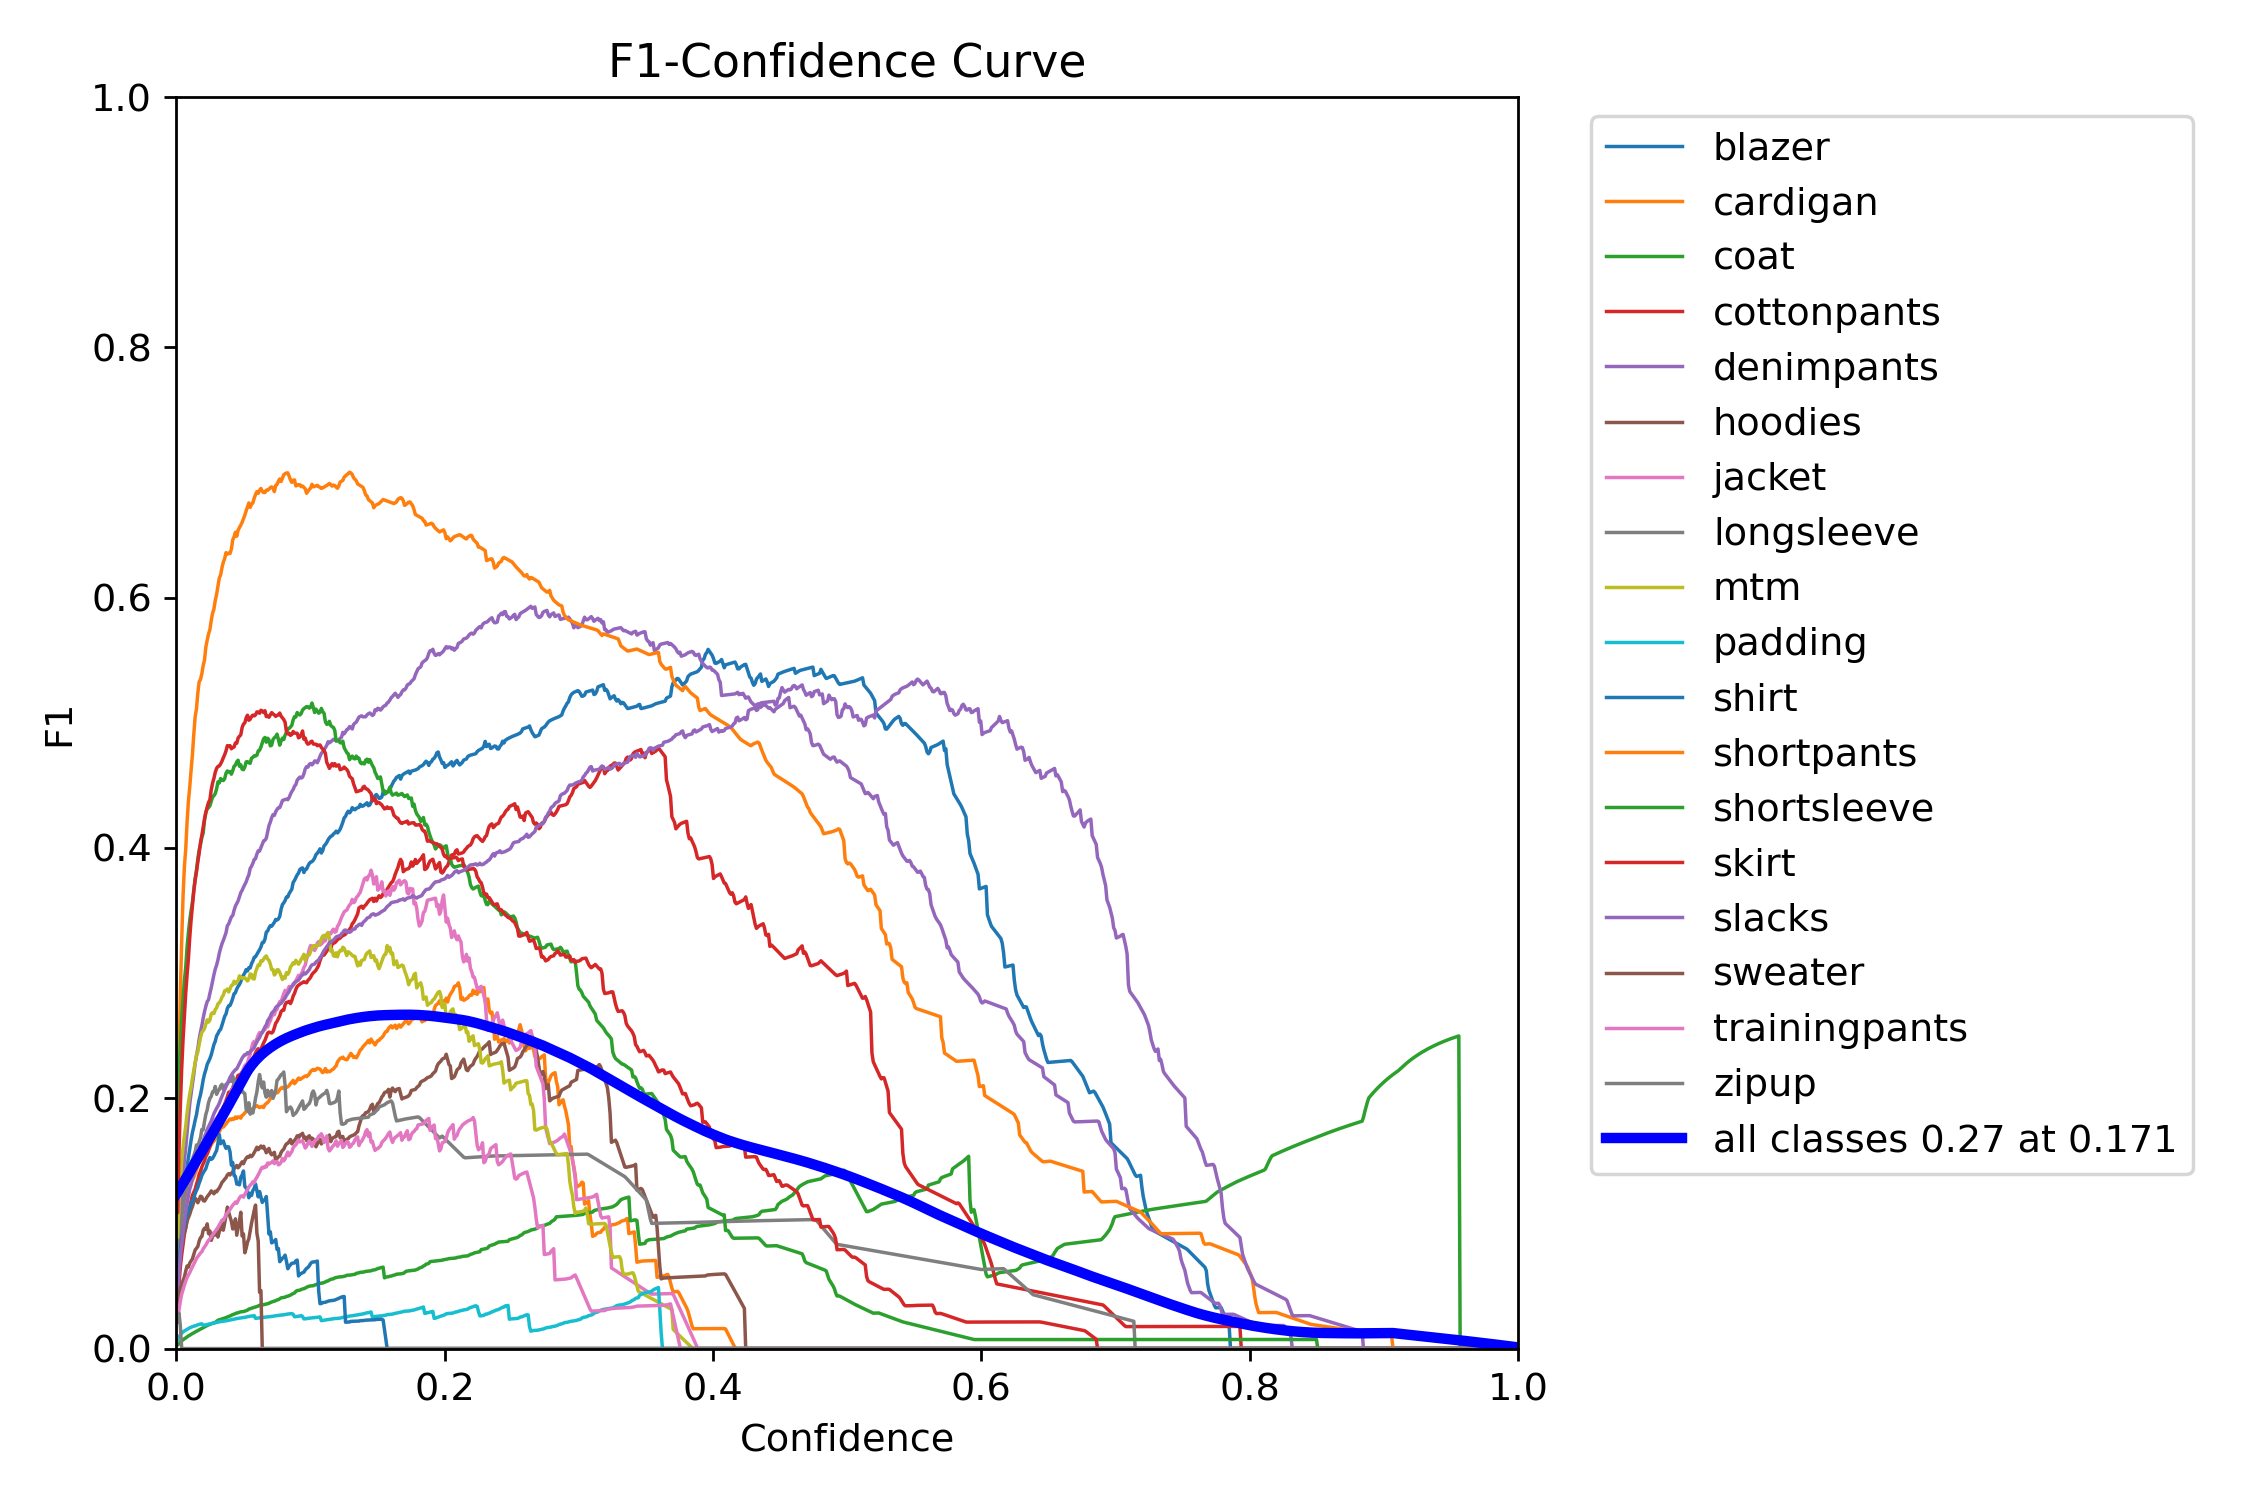 F1-Confidence Curve
1.0
0.8
0.6
0.4
0.2
0.0
F1
0.0 0.2 0.4 0.6 0.8 1.0
Confidence
blazer
cardigan
coat
cottonpants
denimpants
hoodies
jacket
longsleeve
mtm
padding
shirt
shortpants
shortsleeve
skirt
slacks
sweater
trainingpants
zipup
all classes 0.27 at 0.171